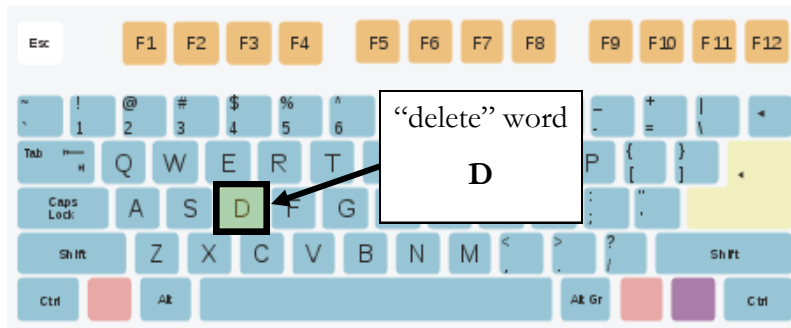 Esc F1 F2 F3 F4 F5 F6 F7 F8 F9 F10 F11 F12
~ ! @ # $ % ^ _ + |
` 1 2 3 4 5 6 - = \ ◄
“delete” word
D
Tab Q W E R T P { }
[ ]
Caps Lock A S D F G : "
; '
Shift Z X C V B N M < > ?
, . / Shift
Ctrl Alt Alt Gr Ctrl